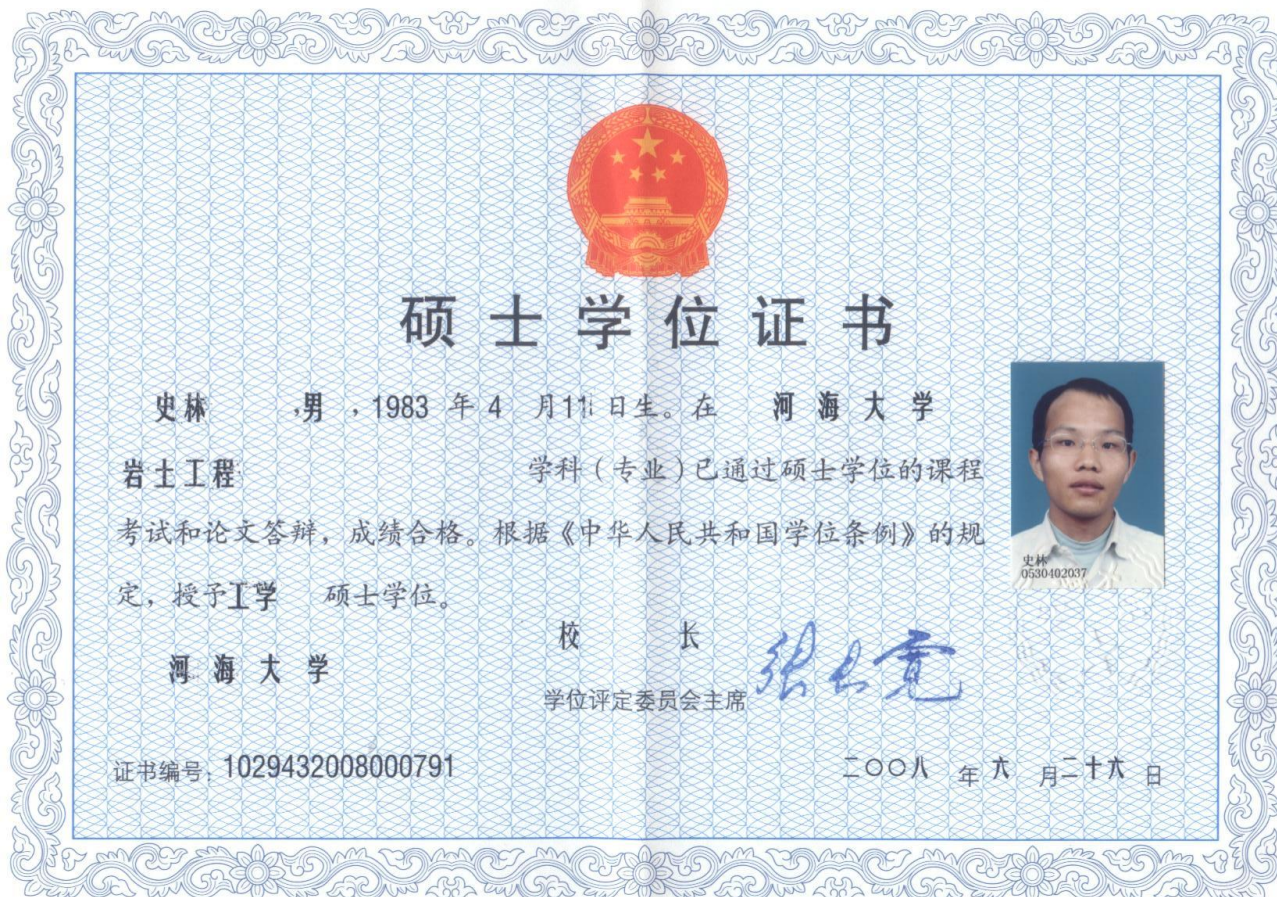 硕士学位证书
史林 ，男，1983 年 4 月11日生。在 河海大学
岩土工程 学科（专业）已通过硕士学位的课程
考试和论文答辩，成绩合格。根据《中华人民共和国学位条例》的规
定，授予工学 硕士学位。
史林
0530402037
校 长
河海大学
学位评定委员会主席
证书编号：1029432008000791
二〇〇八 年 六 月二十六 日